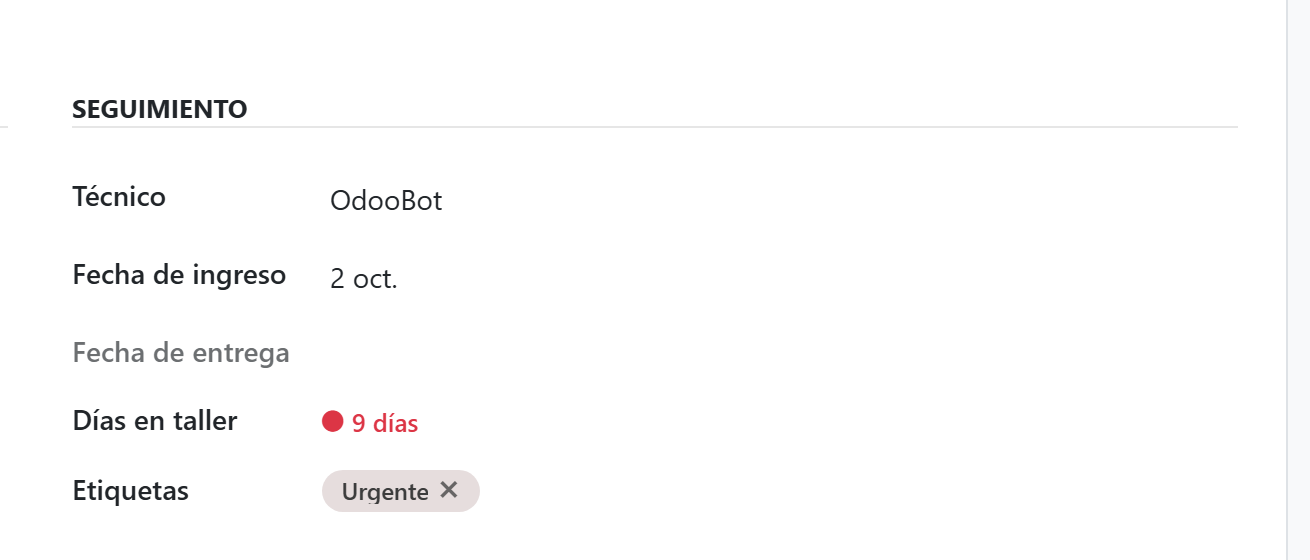 SEGUIMIENTO
Técnico OdooBot
Fecha de ingreso 2 oct.
Fecha de entrega
Días en taller 9 días
Etiquetas Urgente ✕